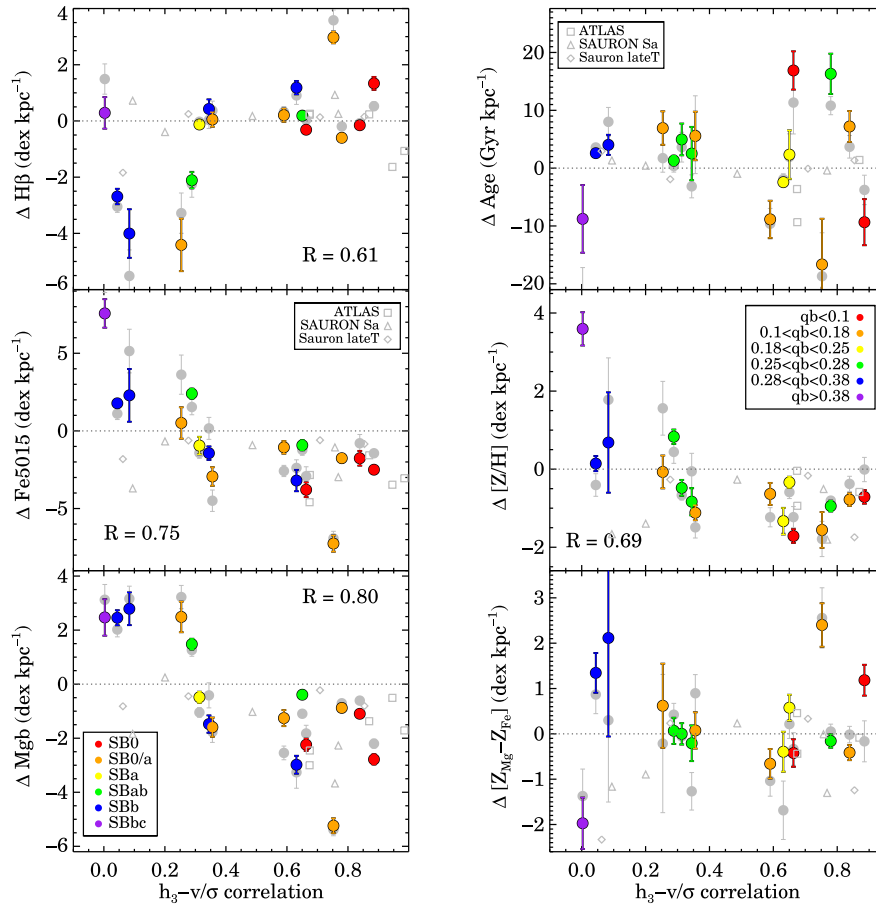 4
2
0
-2
-4
-6
Δ Hβ (dex kpc⁻¹)
R = 0.61
20
10
0
-10
-20
Δ Age (Gyr kpc⁻¹)
ATLAS
SAURON Sa
Sauron lateT
5
0
-5
Δ Fe5015 (dex kpc⁻¹)
ATLAS
SAURON Sa
Sauron lateT
R = 0.75
4
2
0
-2
Δ [Z/H] (dex kpc⁻¹)
qb<0.1
0.1<qb<0.18
0.18<qb<0.25
0.25<qb<0.28
0.28<qb<0.38
qb>0.38
R = 0.69
4
2
0
-2
-4
-6
Δ Mgb (dex kpc⁻¹)
R = 0.80
SB0
SB0/a
SBa
SBab
SBb
SBbc
0.0 0.2 0.4 0.6 0.8
h₃-v/σ correlation
3
2
1
0
-1
-2
Δ [Z_Mg-Z_Fe] (dex kpc⁻¹)
0.0 0.2 0.4 0.6 0.8
h₃-v/σ correlation